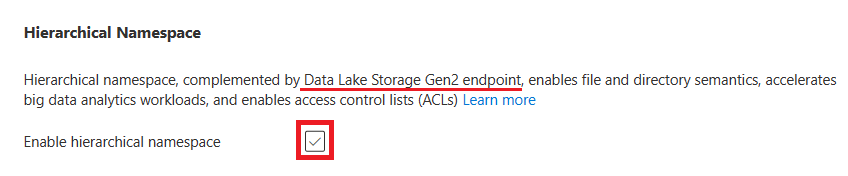 Hierarchical Namespace
Hierarchical namespace, complemented by Data Lake Storage Gen2 endpoint, enables file and directory semantics, accelerates
big data analytics workloads, and enables access control lists (ACLs) Learn more
Enable hierarchical namespace